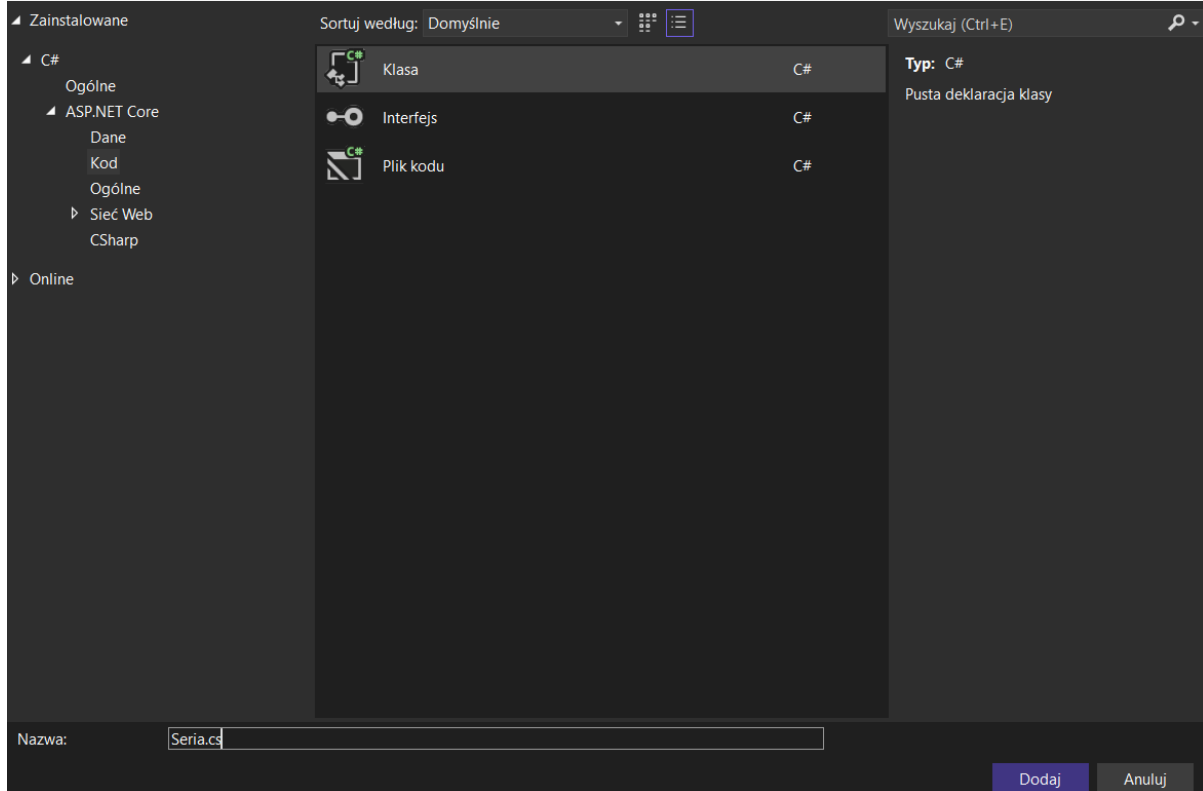 Zainstalowane
C#
Ogólne
ASP.NET Core
Dane
Kod
Ogólne
Sieć Web
CSharp
Online
Sortuj według: Domyślnie
C# Klasa C#
Interfejs C#
C# Plik kodu C#
Wyszukaj (Ctrl+E)
Typ: C#
Pusta deklaracja klasy
Nazwa: Seria.cs
Dodaj Anuluj